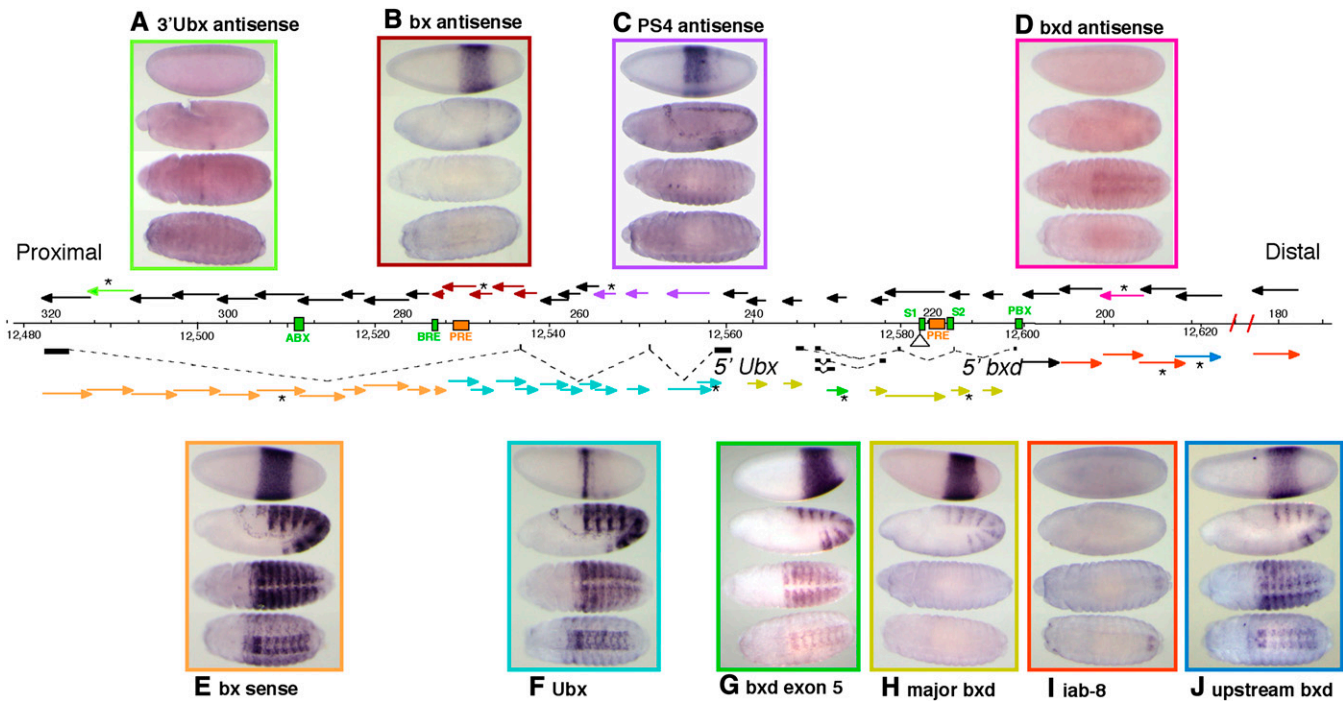 A 3'Ubx antisense
B bx antisense
C PS4 antisense
D bxd antisense
Proximal
Distal
* * * *
320 300 280 260 S1 220 S2 PBX 200 180
12,480 12,500 ABX 12,520 BRE PRE 12,540 12,560 12,580 PRE 12,600 12,620
5' Ubx 5' bxd
* * * * * *
E bx sense
F Ubx
G bxd exon 5
H major bxd
I iab-8
J upstream bxd